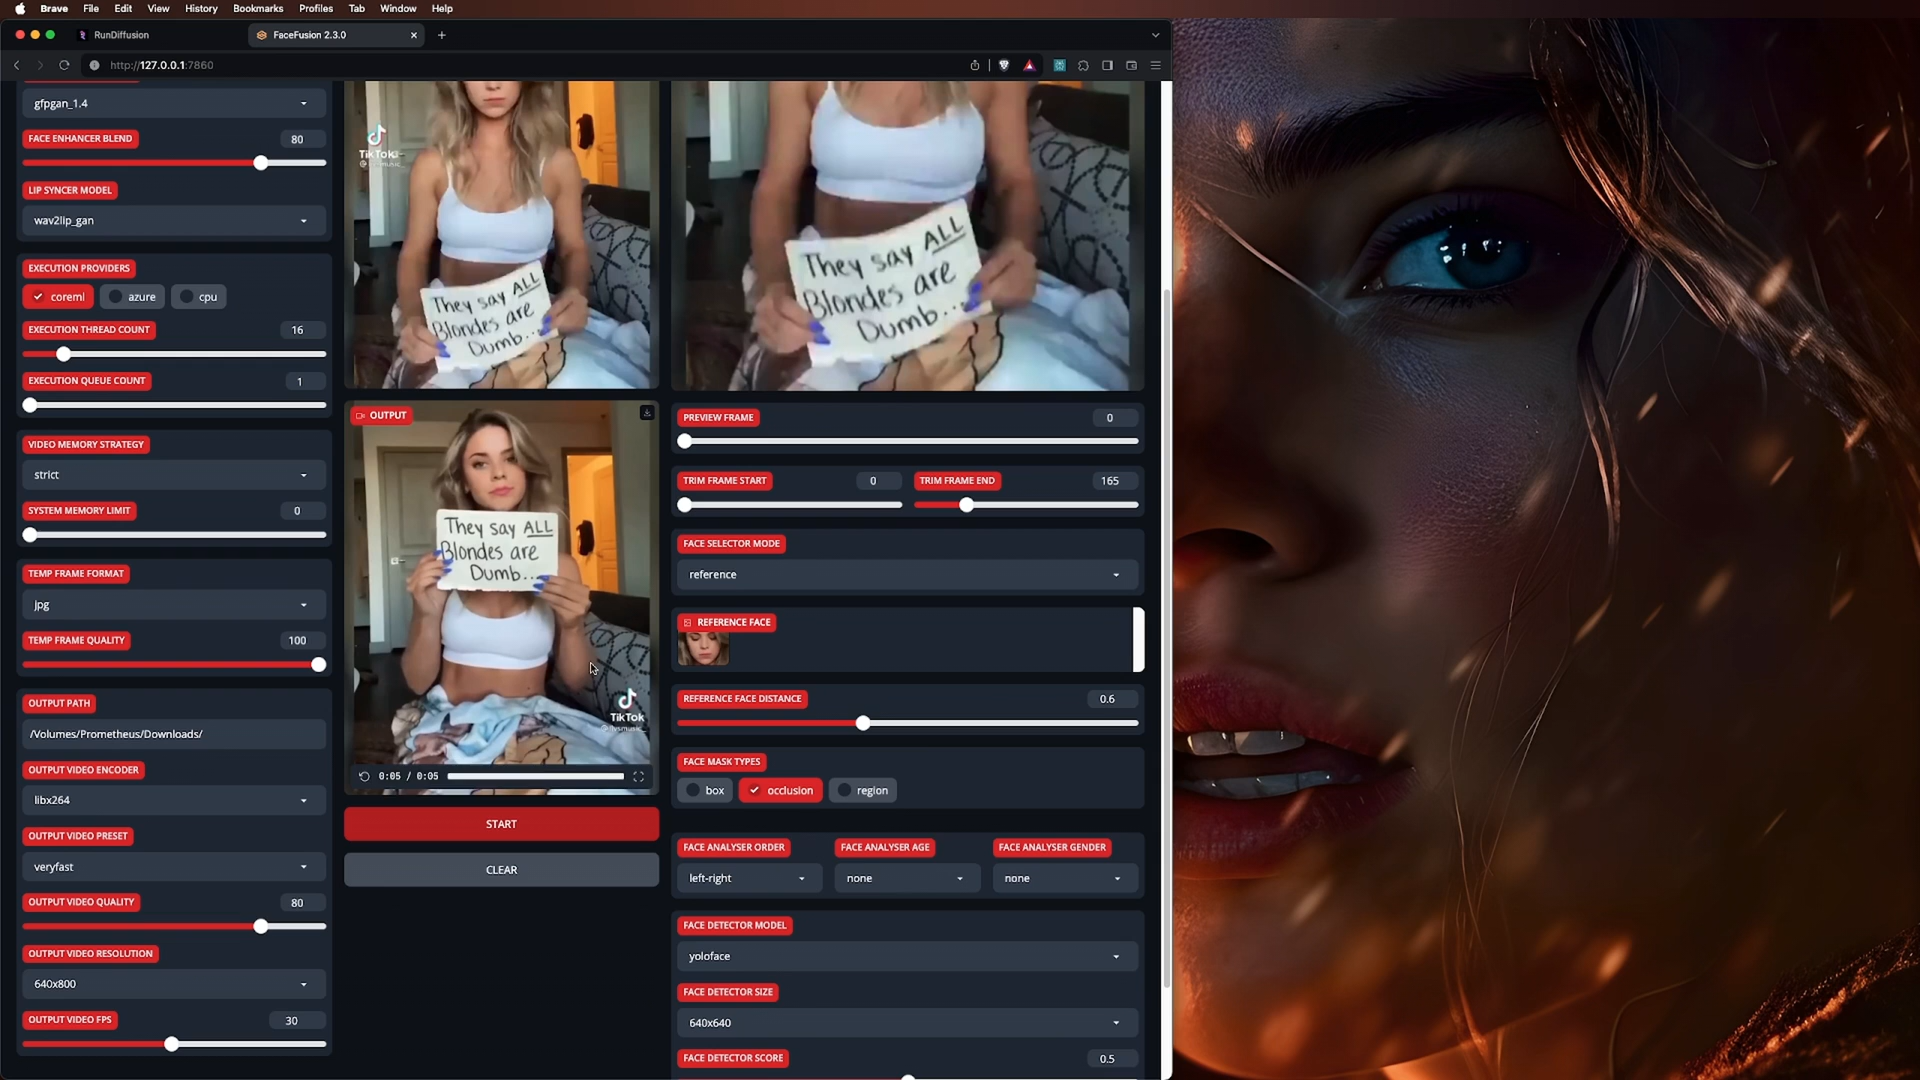 Brave File Edit View History Bookmarks Profiles Tab Window Help
RunDiffusion
FaceFusion 2.3.0
http://127.0.0.1:7860
gfpgan_1.4
FACE ENHANCER BLEND 80
LIP SYNCER MODEL
wav2lip_gan
EXECUTION PROVIDERS
coreml azure cpu
EXECUTION THREAD COUNT 16
EXECUTION QUEUE COUNT 1
VIDEO MEMORY STRATEGY
strict
SYSTEM MEMORY LIMIT 0
TEMP FRAME FORMAT
jpg
TEMP FRAME QUALITY 100
OUTPUT PATH
/Volumes/Prometheus/Downloads/
OUTPUT VIDEO ENCODER
libx264
OUTPUT VIDEO PRESET
veryfast
OUTPUT VIDEO QUALITY 80
OUTPUT VIDEO RESOLUTION
640x800
OUTPUT VIDEO FPS 30
TikTok
They say ALL
Blondes are
Dumb...
OUTPUT
They say ALL
Blondes are
Dumb...
TikTok
0:05 / 0:05
START
CLEAR
They say ALL
Blondes are
Dumb...
PREVIEW FRAME 0
TRIM FRAME START 0 TRIM FRAME END 165
FACE SELECTOR MODE
reference
REFERENCE FACE
REFERENCE FACE DISTANCE 0.6
FACE MASK TYPES
box occlusion region
FACE ANALYSER ORDER FACE ANALYSER AGE FACE ANALYSER GENDER
left-right none none
FACE DETECTOR MODEL
yoloface
FACE DETECTOR SIZE
640x640
FACE DETECTOR SCORE 0.5